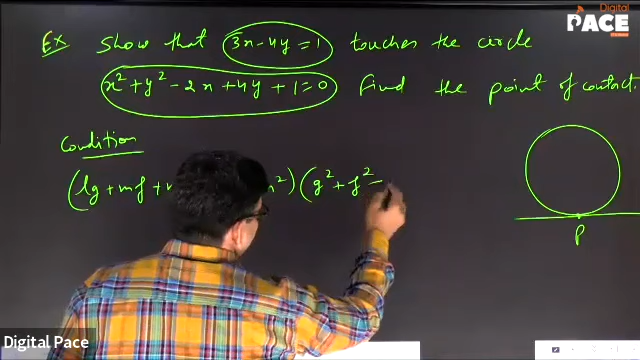 Digital
PACE
Ex Show that 3x-4y=1 touches the circle
x²+y²-2x+4y+1=0 Find the point of contact.
Condition
(lg+mf+ ²)(g²+f²-
P
Digital Pace